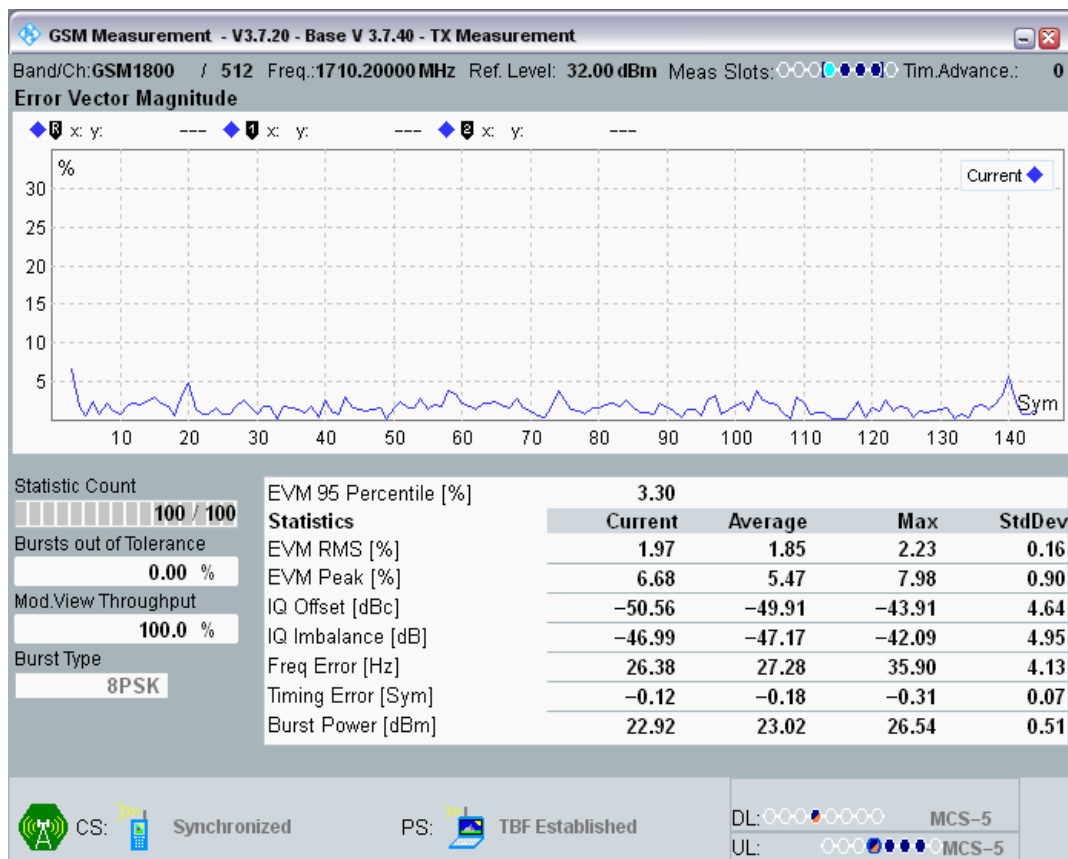 GSM Measurement - V3.7.20 - Base V 3.7.40 - TX Measurement
Band/Ch:GSM1800 / 512 Freq.:1710.20000 MHz Ref. Level: 32.00 dBm Meas Slots: Tim.Advance.: 0
Error Vector Magnitude
R x: y: --- 1 x: y: --- 2 x: y: ---
%
Current
30
25
20
15
10
5
Sym
10 20 30 40 50 60 70 80 90 100 110 120 130 140
Statistic Count
100 / 100
Bursts out of Tolerance
0.00 %
Mod.View Throughput
100.0 %
Burst Type
8PSK
EVM 95 Percentile [%] 3.30
Statistics Current Average Max StdDev
EVM RMS [%] 1.97 1.85 2.23 0.16
EVM Peak [%] 6.68 5.47 7.98 0.90
IQ Offset [dBc] −50.56 −49.91 −43.91 4.64
IQ Imbalance [dB] −46.99 −47.17 −42.09 4.95
Freq Error [Hz] 26.38 27.28 35.90 4.13
Timing Error [Sym] −0.12 −0.18 −0.31 0.07
Burst Power [dBm] 22.92 23.02 26.54 0.51
CS: Synchronized PS: TBF Established
DL: MCS−5
UL: MCS−5